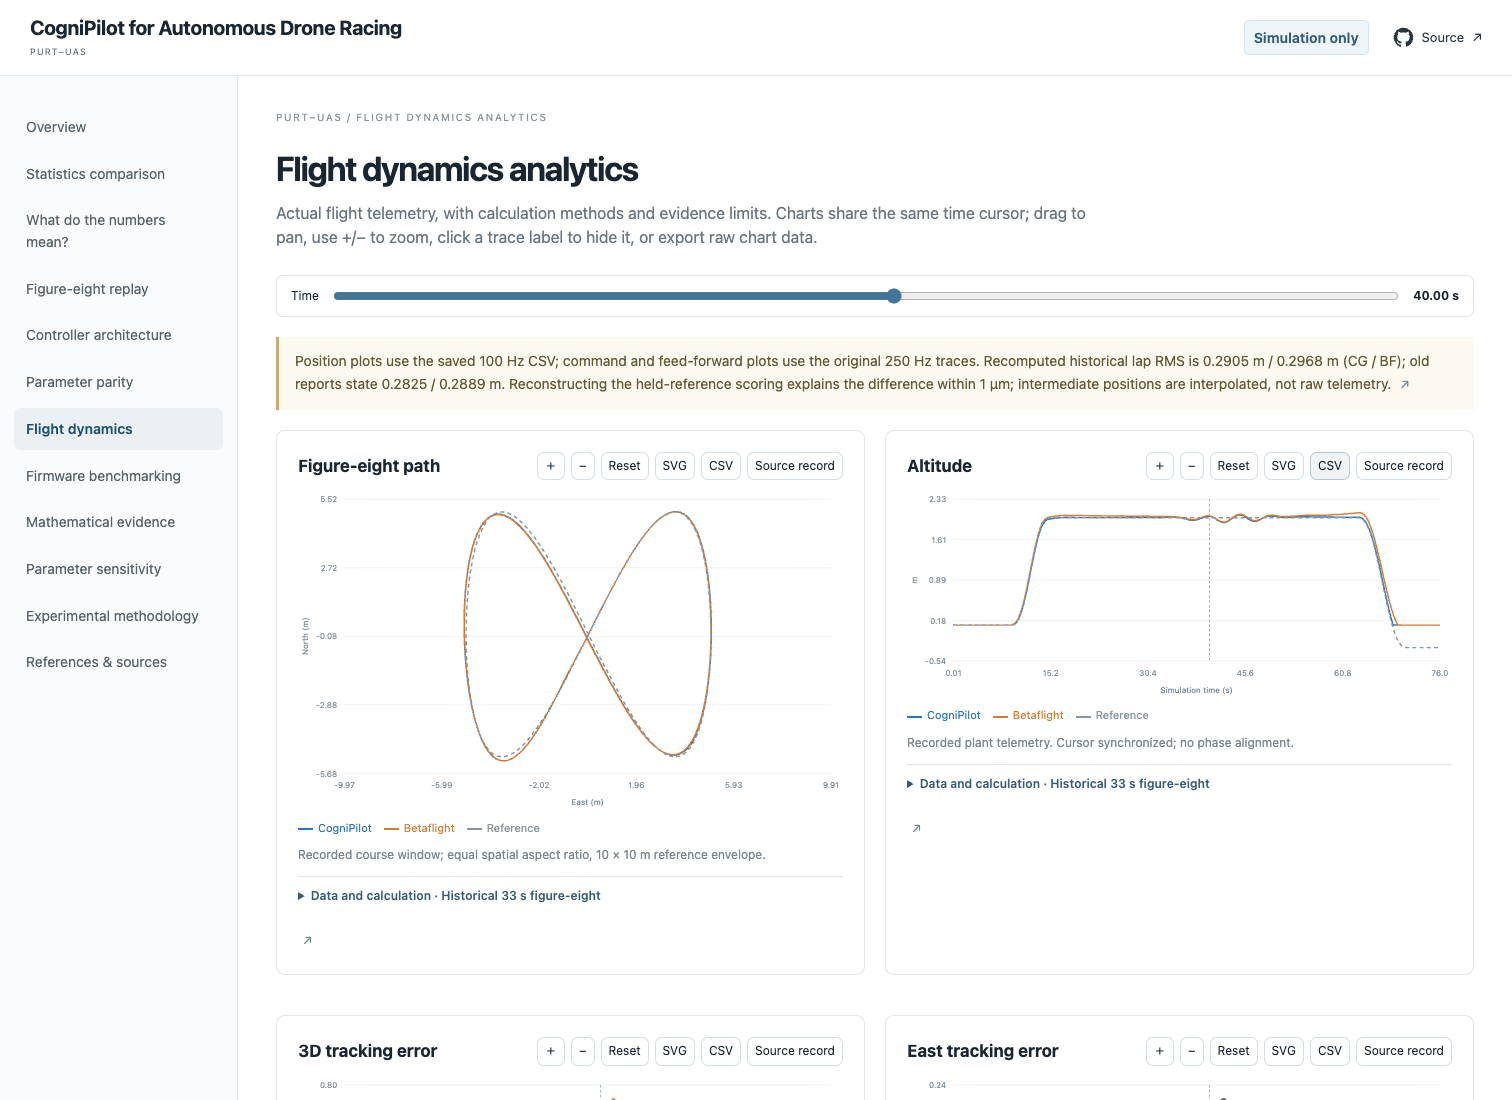 CogniPilot for Autonomous Drone Racing
PURT–UAS
Simulation only
Source ↗
Overview
Statistics comparison
What do the numbers
mean?
Figure-eight replay
Controller architecture
Parameter parity
Flight dynamics
Firmware benchmarking
Mathematical evidence
Parameter sensitivity
Experimental methodology
References & sources
PURT–UAS / FLIGHT DYNAMICS ANALYTICS
Flight dynamics analytics
Actual flight telemetry, with calculation methods and evidence limits. Charts share the same time cursor; drag to
pan, use +/− to zoom, click a trace label to hide it, or export raw chart data.
Time 40.00 s
Position plots use the saved 100 Hz CSV; command and feed-forward plots use the original 250 Hz traces. Recomputed historical lap RMS is 0.2905 m / 0.2968 m (CG / BF); old
reports state 0.2825 / 0.2889 m. Reconstructing the held-reference scoring explains the difference within 1 μm; intermediate positions are interpolated, not raw telemetry. ↗
Figure-eight path + − Reset SVG CSV Source record
5.52
2.72
-0.08
-2.88
-5.68
North (m)
-9.97 -5.99 -2.02 1.96 5.93 9.91
East (m)
CogniPilot Betaflight Reference
Recorded course window; equal spatial aspect ratio, 10 × 10 m reference envelope.
Data and calculation · Historical 33 s figure-eight
↗
Altitude + − Reset SVG CSV Source record
2.33
1.61
0.89
0.18
-0.54
E
0.01 15.2 30.4 45.6 60.8 76.0
Simulation time (s)
CogniPilot Betaflight Reference
Recorded plant telemetry. Cursor synchronized; no phase alignment.
Data and calculation · Historical 33 s figure-eight
↗
3D tracking error + − Reset SVG CSV Source record
0.80
East tracking error + − Reset SVG CSV Source record
0.24